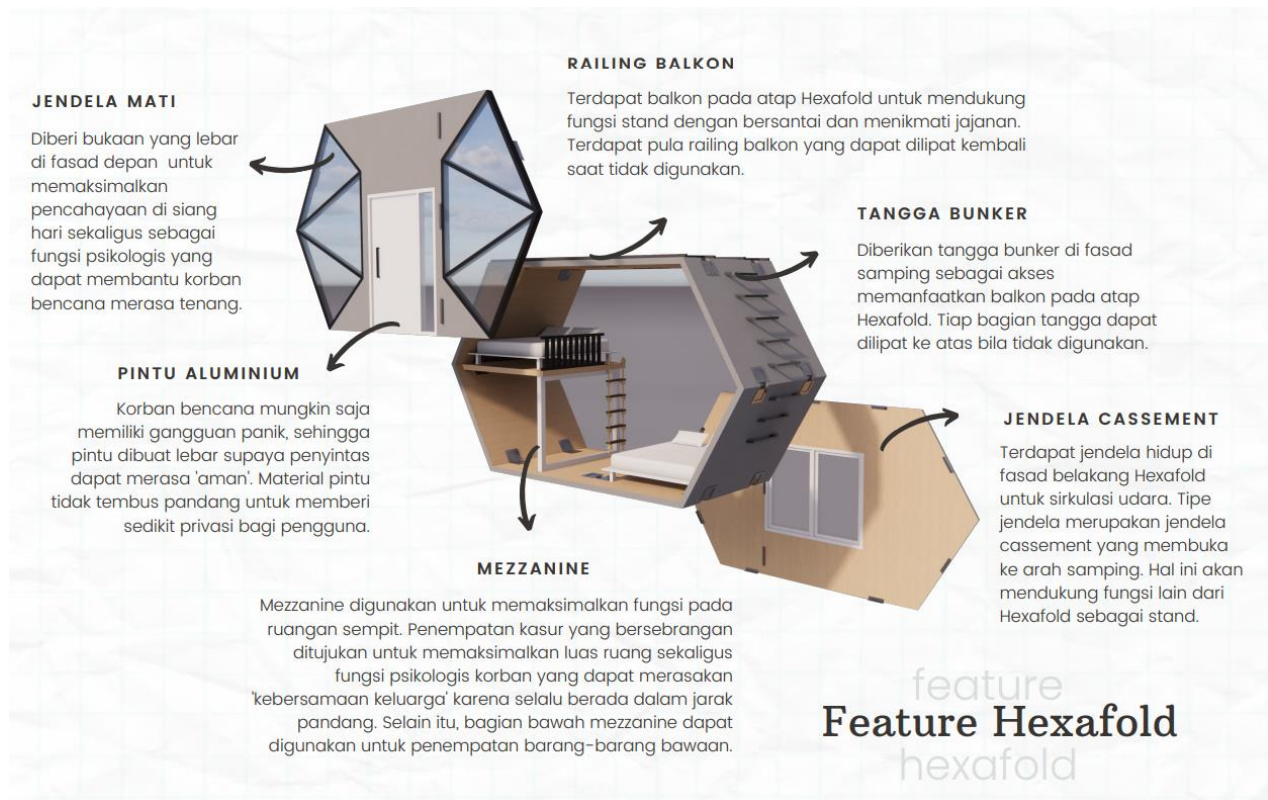 JENDELA MATI
Diberi bukaan yang lebar
di fasad depan untuk
memaksimalkan
pencahayaan di siang
hari sekaligus sebagai
fungsi psikologis yang
dapat membantu korban
bencana merasa tenang.
RAILING BALKON
Terdapat balkon pada atap Hexafold untuk mendukung
fungsi stand dengan bersantai dan menikmati jajanan.
Terdapat pula railing balkon yang dapat dilipat kembali
saat tidak digunakan.
TANGGA BUNKER
Diberikan tangga bunker di fasad
samping sebagai akses
memanfaatkan balkon pada atap
Hexafold. Tiap bagian tangga dapat
dilipat ke atas bila tidak digunakan.
PINTU ALUMINIUM
Korban bencana mungkin saja
memiliki gangguan panik, sehingga
pintu dibuat lebar supaya penyintas
dapat merasa 'aman'. Material pintu
tidak tembus pandang untuk memberi
sedikit privasi bagi pengguna.
JENDELA CASSEMENT
Terdapat jendela hidup di
fasad belakang Hexafold
untuk sirkulasi udara. Tipe
jendela merupakan jendela
cassement yang membuka
ke arah samping. Hal ini akan
mendukung fungsi lain dari
Hexafold sebagai stand.
MEZZANINE
Mezzanine digunakan untuk memaksimalkan fungsi pada
ruangan sempit. Penempatan kasur yang bersebrangan
ditujukan untuk memaksimalkan luas ruang sekaligus
fungsi psikologis korban yang dapat merasakan
'kebersamaan keluarga' karena selalu berada dalam jarak
pandang. Selain itu, bagian bawah mezzanine dapat
digunakan untuk penempatan barang-barang bawaan.
feature
Feature Hexafold
hexafold